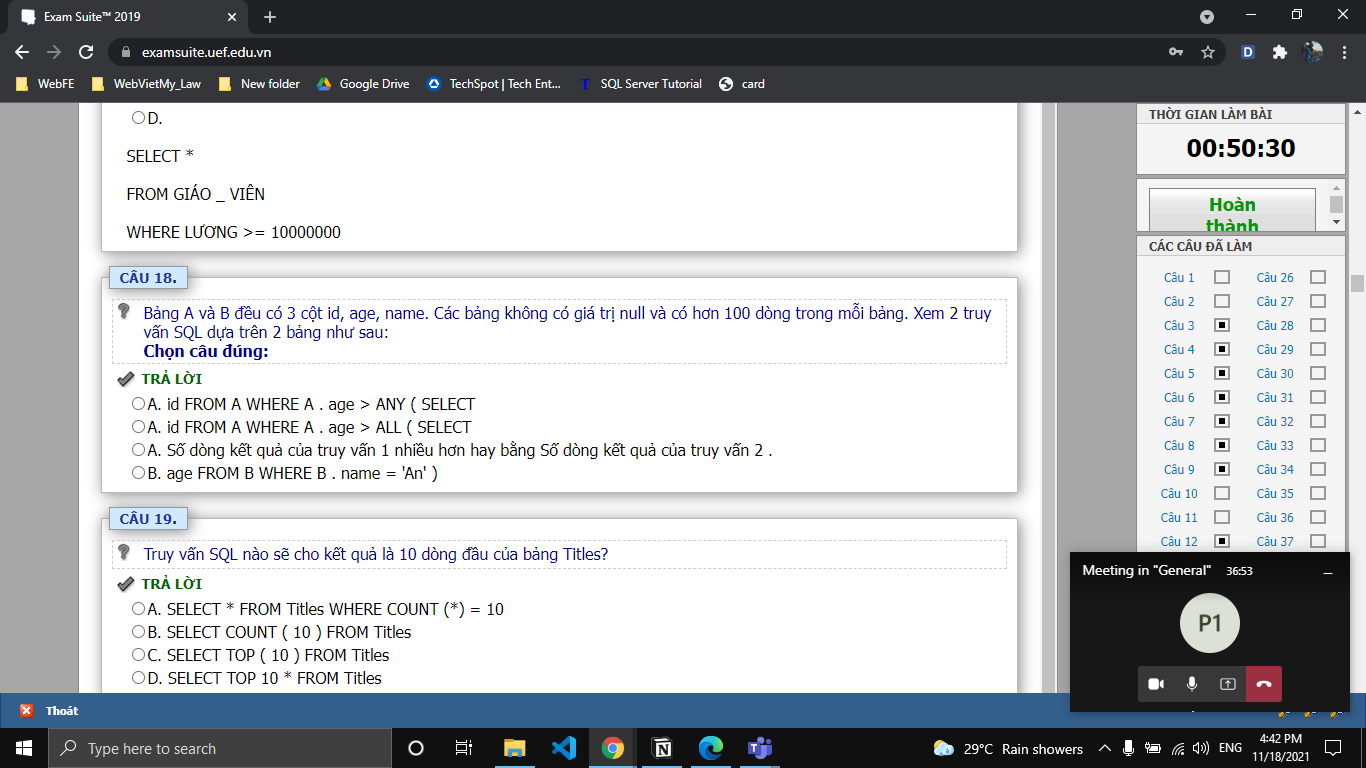 Exam Suite™ 2019
examsuite.uef.edu.vn
WebFE
WebVietMy_Law
New folder
Google Drive
TechSpot | Tech Ent...
SQL Server Tutorial
card
D.
SELECT *
FROM GIÁO _ VIÊN
WHERE LƯƠNG >= 10000000
CÂU 18.
Bảng A và B đều có 3 cột id, age, name. Các bảng không có giá trị null và có hơn 100 dòng trong mỗi bảng. Xem 2 truy
vấn SQL dựa trên 2 bảng như sau:
Chọn câu đúng:
TRẢ LỜI
A. id FROM A WHERE A . age > ANY ( SELECT
A. id FROM A WHERE A . age > ALL ( SELECT
A. Số dòng kết quả của truy vấn 1 nhiều hơn hay bằng Số dòng kết quả của truy vấn 2 .
B. age FROM B WHERE B . name = 'An' )
CÂU 19.
Truy vấn SQL nào sẽ cho kết quả là 10 dòng đầu của bảng Titles?
TRẢ LỜI
A. SELECT * FROM Titles WHERE COUNT (*) = 10
B. SELECT COUNT ( 10 ) FROM Titles
C. SELECT TOP ( 10 ) FROM Titles
D. SELECT TOP 10 * FROM Titles
THỜI GIAN LÀM BÀI
00:50:30
Hoàn
thành
CÁC CÂU ĐÃ LÀM
Câu 1 Câu 26
Câu 2 Câu 27
Câu 3 Câu 28
Câu 4 Câu 29
Câu 5 Câu 30
Câu 6 Câu 31
Câu 7 Câu 32
Câu 8 Câu 33
Câu 9 Câu 34
Câu 10 Câu 35
Câu 11 Câu 36
Câu 12 Câu 37
Meeting in "General" 36:53
P1
Thoát
Type here to search
29°C Rain showers
ENG
4:42 PM
11/18/2021